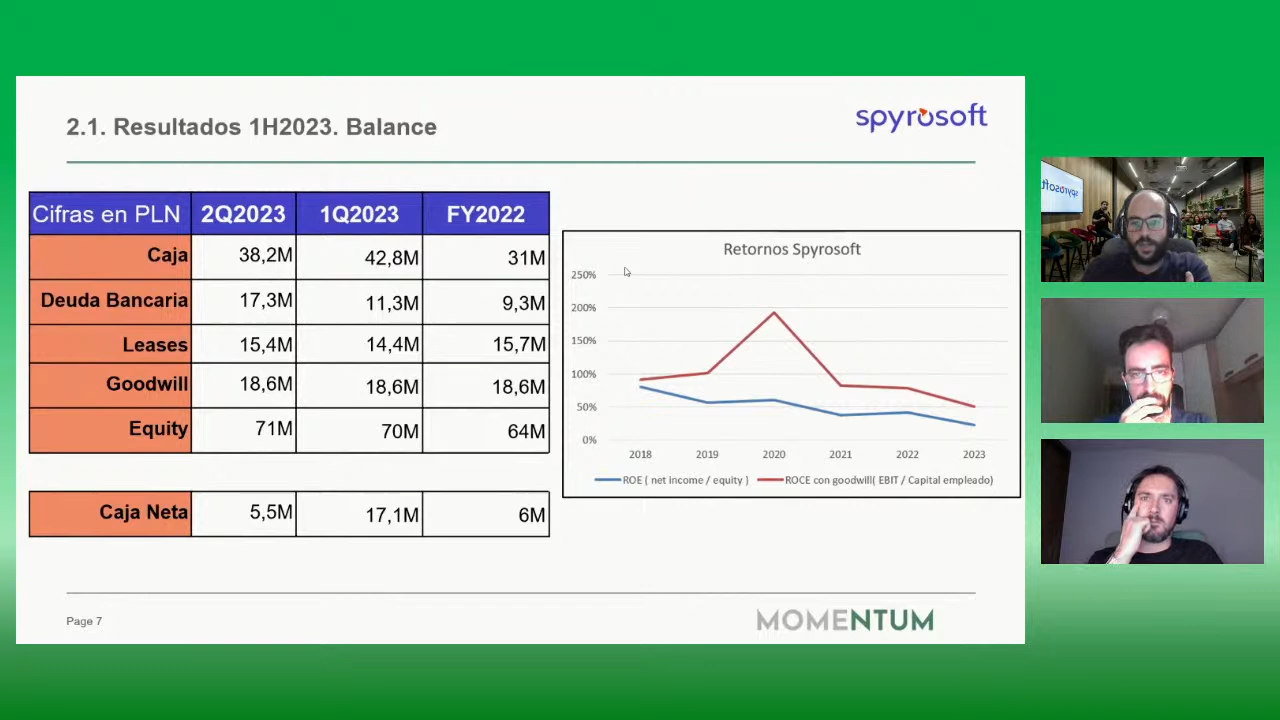 2.1. Resultados 1H2023. Balance
spyrosoft
Cifras en PLN 2Q2023 1Q2023 FY2022
Caja 38,2M 42,8M 31M
Deuda Bancaria 17,3M 11,3M 9,3M
Leases 15,4M 14,4M 15,7M
Goodwill 18,6M 18,6M 18,6M
Equity 71M 70M 64M
Caja Neta 5,5M 17,1M 6M
Retornos Spyrosoft
250%
200%
150%
100%
50%
0%
2018 2019 2020 2021 2022 2023
ROE ( net income / equity ) ROCE con goodwill( EBIT / Capital empleado)
Page 7
MOMENTUM
spyrosoft